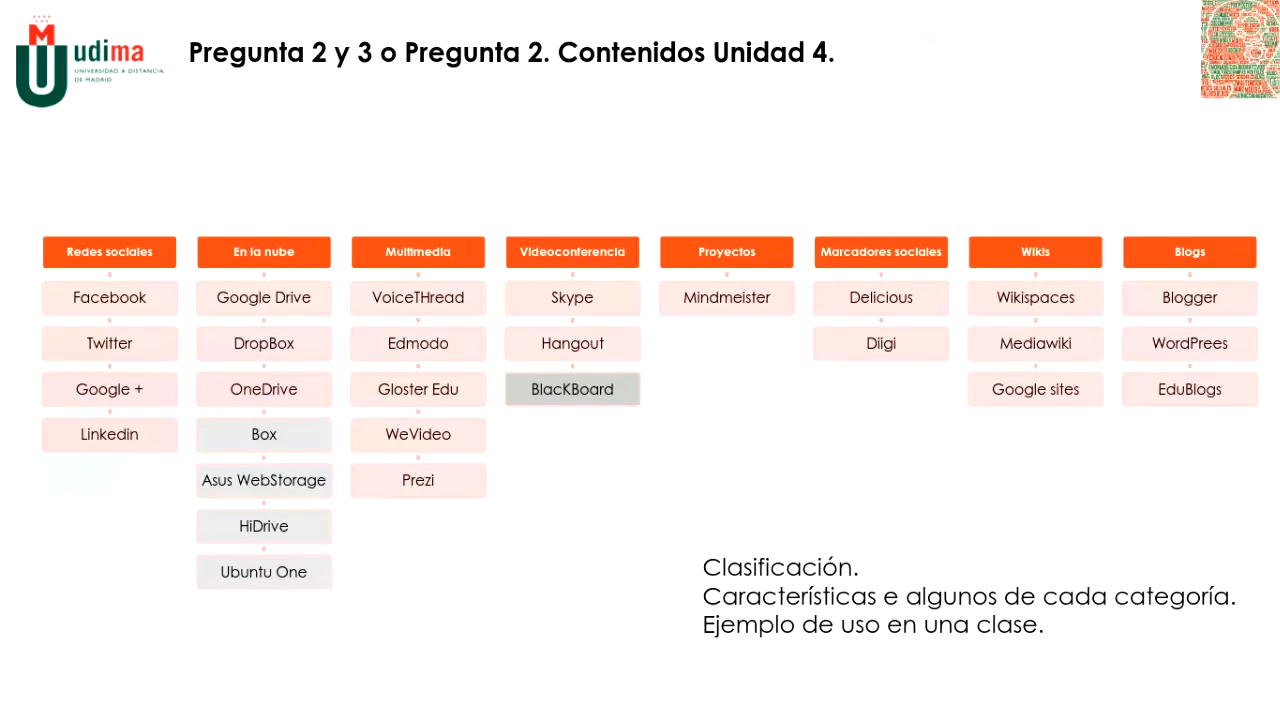 udima
UNIVERSIDAD A DISTANCIA
DE MADRID
Pregunta 2 y 3 o Pregunta 2. Contenidos Unidad 4.
Redes sociales
Facebook
Twitter
Google +
Linkedin
En la nube
Google Drive
DropBox
OneDrive
Box
Asus WebStorage
HiDrive
Ubuntu One
Multimedia
VoiceTHread
Edmodo
Gloster Edu
WeVideo
Prezi
Videoconferencia
Skype
Hangout
BlacKBoard
Proyectos
Mindmeister
Marcadores sociales
Delicious
Diigi
Wikis
Wikispaces
Mediawiki
Google sites
Blogs
Blogger
WordPrees
EduBlogs
Clasificación.
Características e algunos de cada categoría.
Ejemplo de uso en una clase.